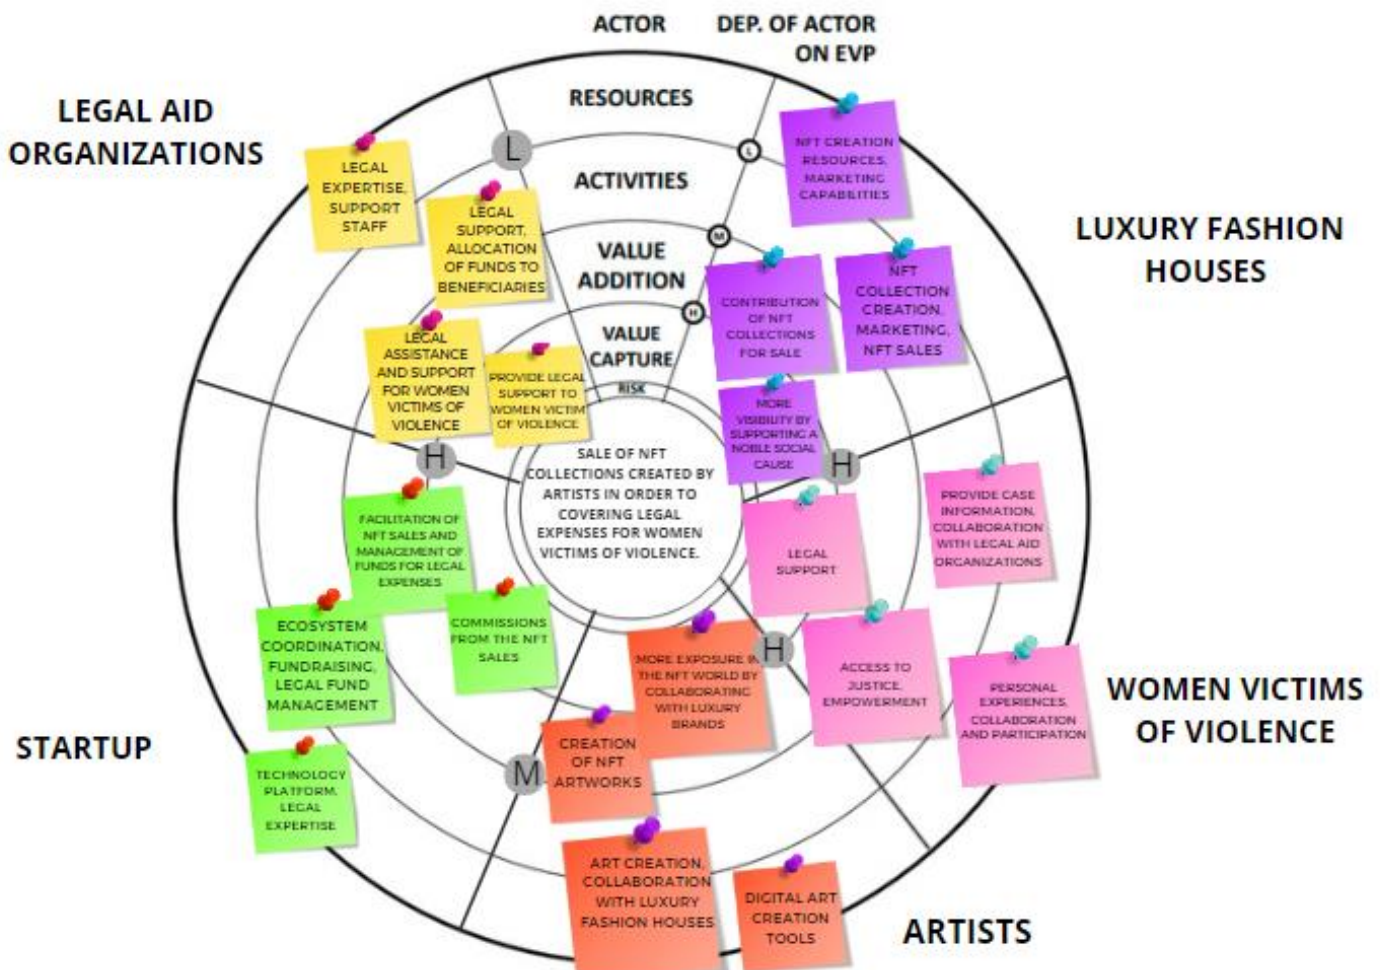 ACTOR
DEP. OF ACTOR
ON EVP
RESOURCES
ACTIVITIES
VALUE
ADDITION
VALUE
CAPTURE
RISK
L
M
H
SALE OF NFT
COLLECTIONS CREATED BY
ARTISTS IN ORDER TO
COVERING LEGAL
EXPENSES FOR WOMEN
VICTIMS OF VIOLENCE.
LEGAL AID
ORGANIZATIONS
L
LEGAL
EXPERTISE,
SUPPORT
STAFF
LEGAL
SUPPORT,
ALLOCATION
OF FUNDS TO
BENEFICIARIES
LEGAL
ASSISTANCE
AND SUPPORT
FOR WOMEN
VICTIMS OF
VIOLENCE
PROVIDE LEGAL
SUPPORT TO
WOMEN VICTIM
OF VIOLENCE
LUXURY FASHION
HOUSES
NFT CREATION
RESOURCES,
MARKETING
CAPABILITIES
NFT
COLLECTION
CREATION,
MARKETING,
NFT SALES
CONTRIBUTION
OF NFT
COLLECTIONS
FOR SALE
MORE
VISIBILITY BY
SUPPORTING A
NOBLE SOCIAL
CAUSE
H
WOMEN VICTIMS
OF VIOLENCE
PROVIDE CASE
INFORMATION,
COLLABORATION
WITH LEGAL AID
ORGANIZATIONS
LEGAL
SUPPORT
ACCESS TO
JUSTICE,
EMPOWERMENT
PERSONAL
EXPERIENCES,
COLLABORATION
AND PARTICIPATION
H
ARTISTS
MORE EXPOSURE IN
THE NFT WORLD BY
COLLABORATING
WITH LUXURY
BRANDS
CREATION
OF NFT
ARTWORKS
ART CREATION,
COLLABORATION
WITH LUXURY
FASHION HOUSES
DIGITAL ART
CREATION
TOOLS
M
STARTUP
H
FACILITATION OF
NFT SALES AND
MANAGEMENT OF
FUNDS FOR LEGAL
EXPENSES
COMMISSIONS
FROM THE NFT
SALES
ECOSYSTEM
COORDINATION,
FUNDRAISING,
LEGAL FUND
MANAGEMENT
TECHNOLOGY
PLATFORM,
LEGAL
EXPERTISE